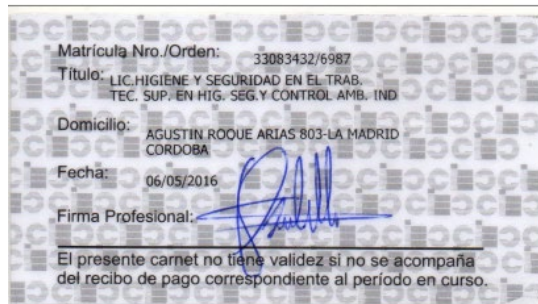 Matrícula Nro./Orden: 33083432/6987
Título: LIC.HIGIENE Y SEGURIDAD EN EL TRAB.
TEC. SUP. EN HIG. SEG.Y CONTROL AMB. IND
Domicilio: AGUSTIN ROQUE ARIAS 803-LA MADRID
CORDOBA
Fecha: 06/05/2016
Firma Profesional:
El presente carnet no tiene validez si no se acompaña
del recibo de pago correspondiente al período en curso.